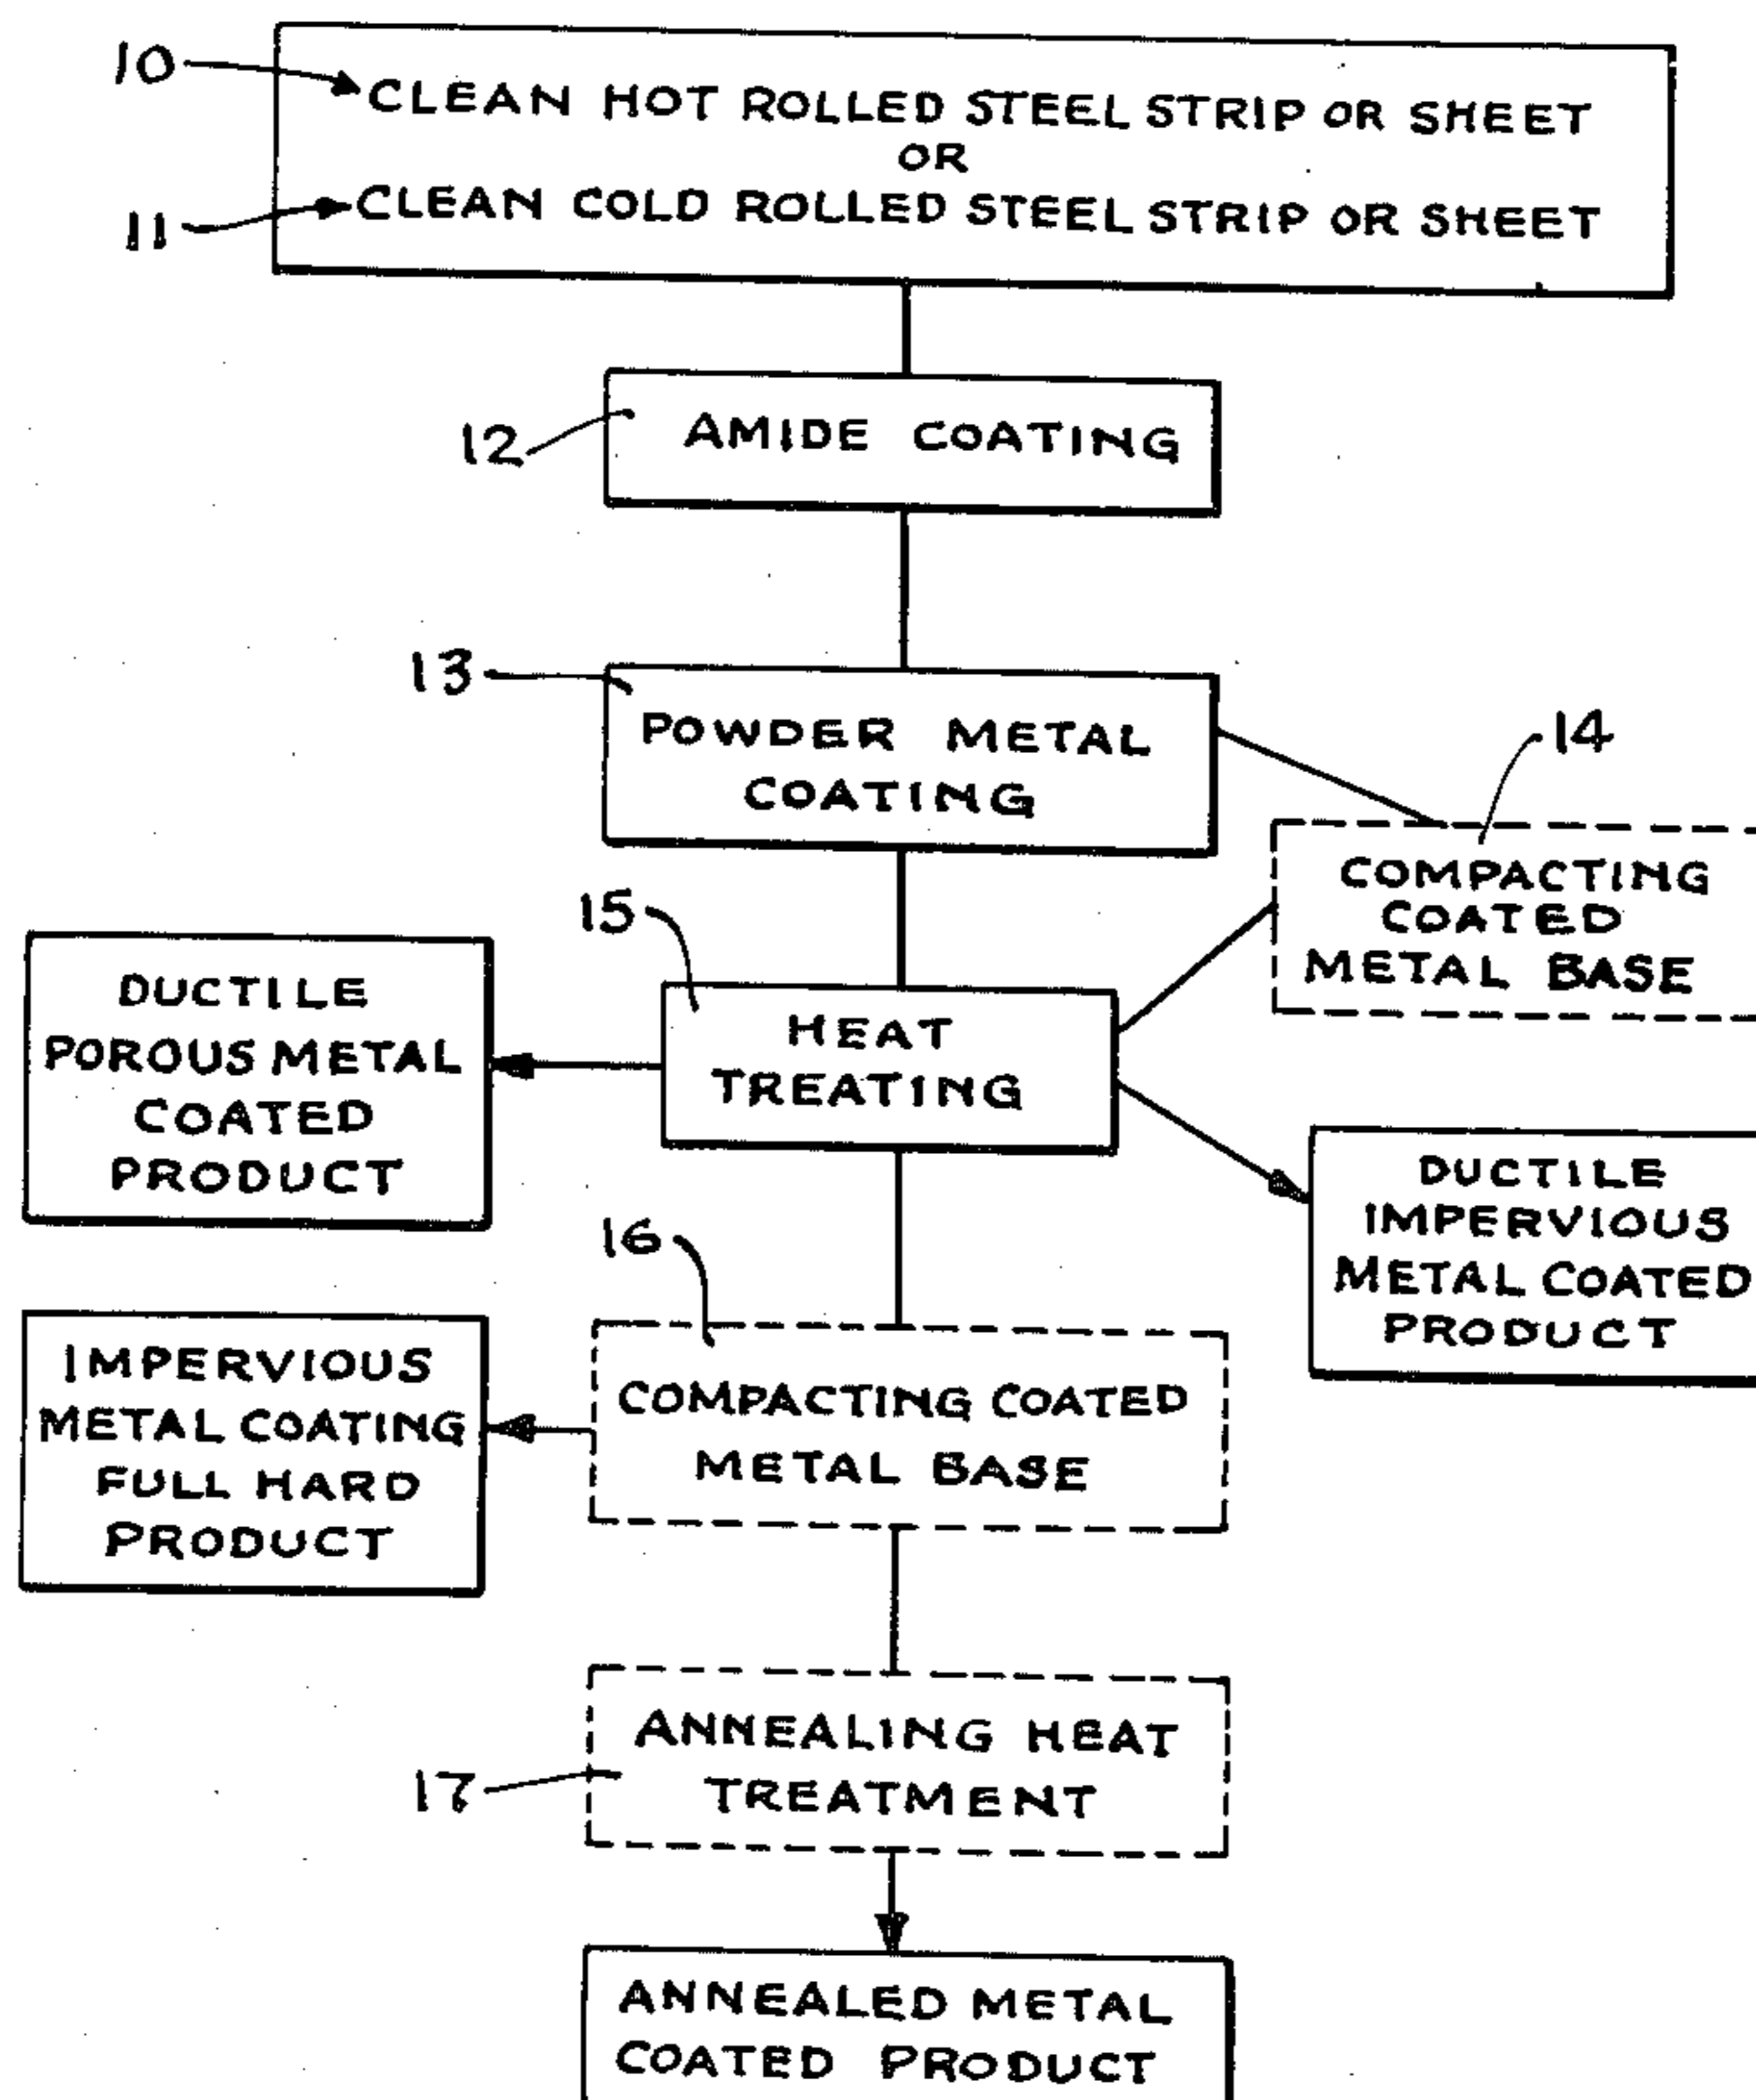 10
CLEAN HOT ROLLED STEEL STRIP OR SHEET
OR
11
CLEAN COLD ROLLED STEEL STRIP OR SHEET
12
AMIDE COATING
13
POWDER METAL
COATING
14
COMPACTING
COATED
METAL BASE
15
HEAT
TREATING
DUCTILE
POROUS METAL
COATED
PRODUCT
DUCTILE
IMPERVIOUS
METAL COATED
PRODUCT
16
COMPACTING COATED
METAL BASE
IMPERVIOUS
METAL COATING
FULL HARD
PRODUCT
17
ANNEALING HEAT
TREATMENT
ANNEALED METAL
COATED PRODUCT